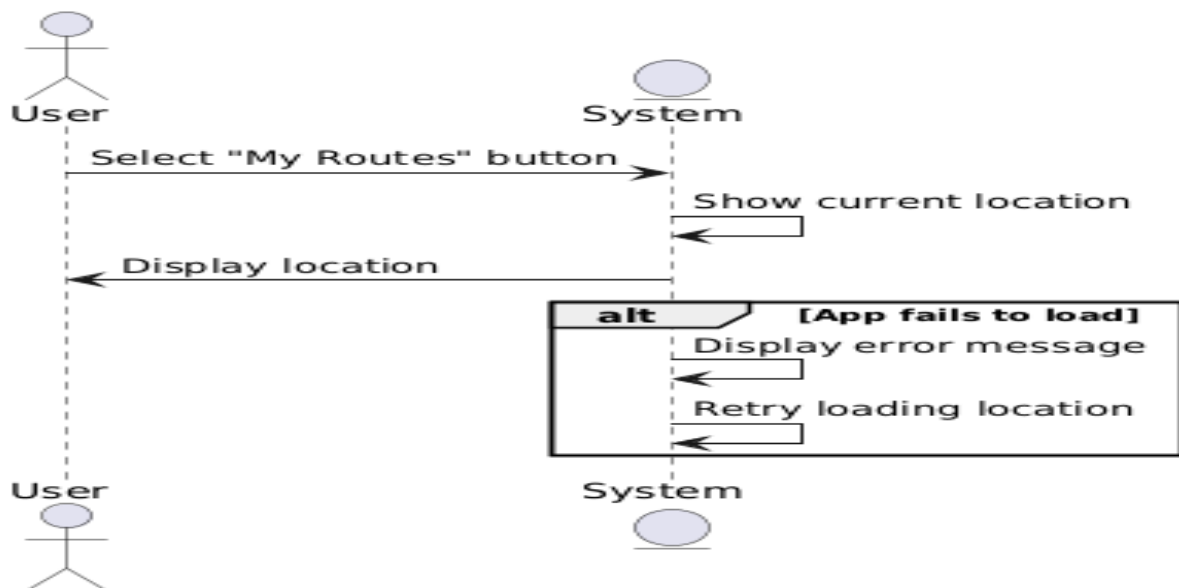 User
System
Select "My Routes" button
Show current location
Display location
alt [App fails to load]
Display error message
Retry loading location
User
System